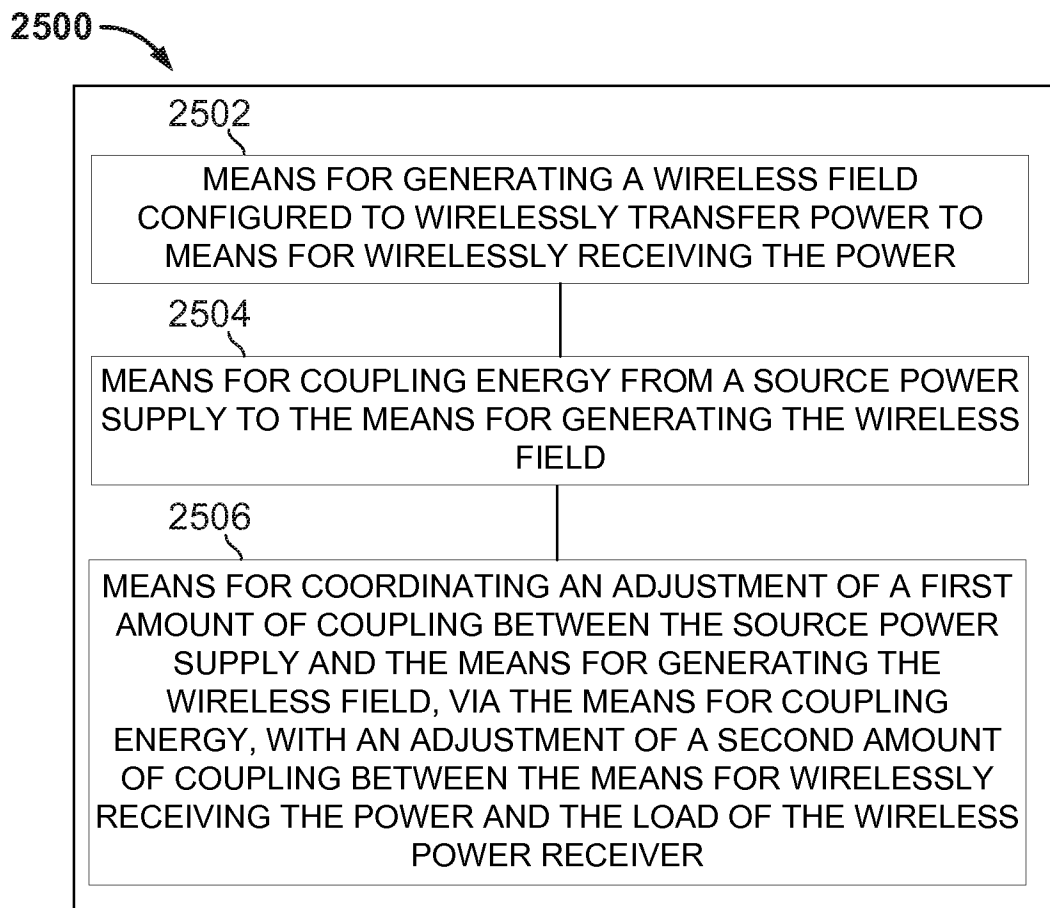 2500
2502
MEANS FOR GENERATING A WIRELESS FIELD
CONFIGURED TO WIRELESSLY TRANSFER POWER TO
MEANS FOR WIRELESSLY RECEIVING THE POWER
2504
MEANS FOR COUPLING ENERGY FROM A SOURCE POWER
SUPPLY TO THE MEANS FOR GENERATING THE WIRELESS
FIELD
2506
MEANS FOR COORDINATING AN ADJUSTMENT OF A FIRST
AMOUNT OF COUPLING BETWEEN THE SOURCE POWER
SUPPLY AND THE MEANS FOR GENERATING THE
WIRELESS FIELD, VIA THE MEANS FOR COUPLING
ENERGY, WITH AN ADJUSTMENT OF A SECOND AMOUNT
OF COUPLING BETWEEN THE MEANS FOR WIRELESSLY
RECEIVING THE POWER AND THE LOAD OF THE WIRELESS
POWER RECEIVER